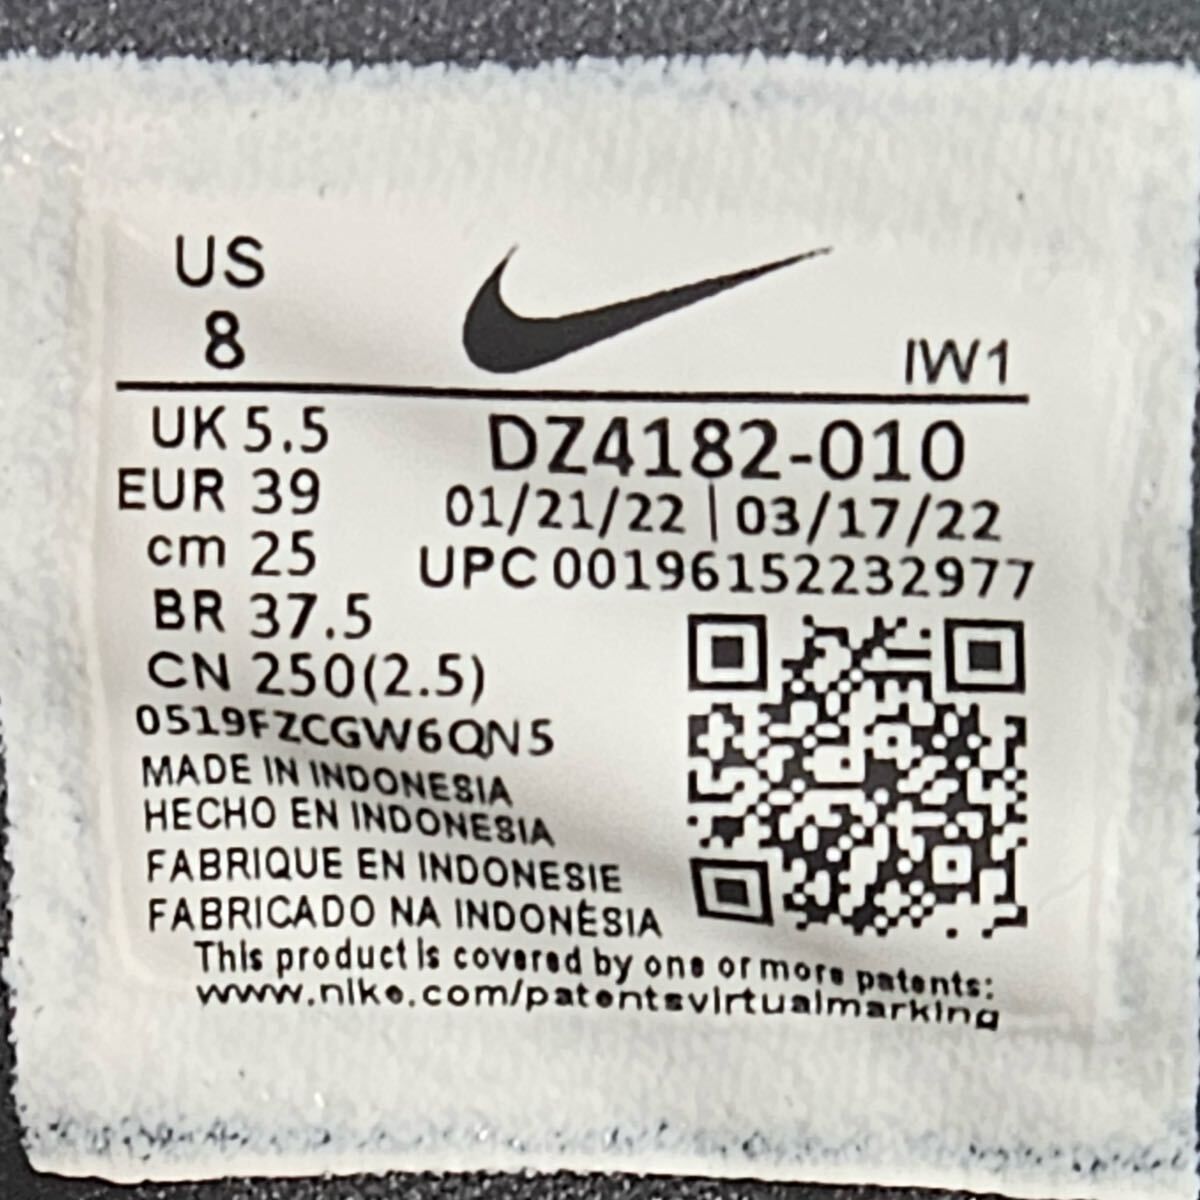 US
8
IW1
UK 5.5
EUR 39
cm 25
BR 37.5
CN 250(2.5)
DZ4182-010
01/21/22 | 03/17/22
UPC 00196152232977
0519FZCGW6QN5
MADE IN INDONESIA
HECHO EN INDONESIA
FABRIQUE EN INDONESIE
FABRICADO NA INDONÉSIA
This product is covered by one or more patents:
www.nike.com/patentsvirtualmarking